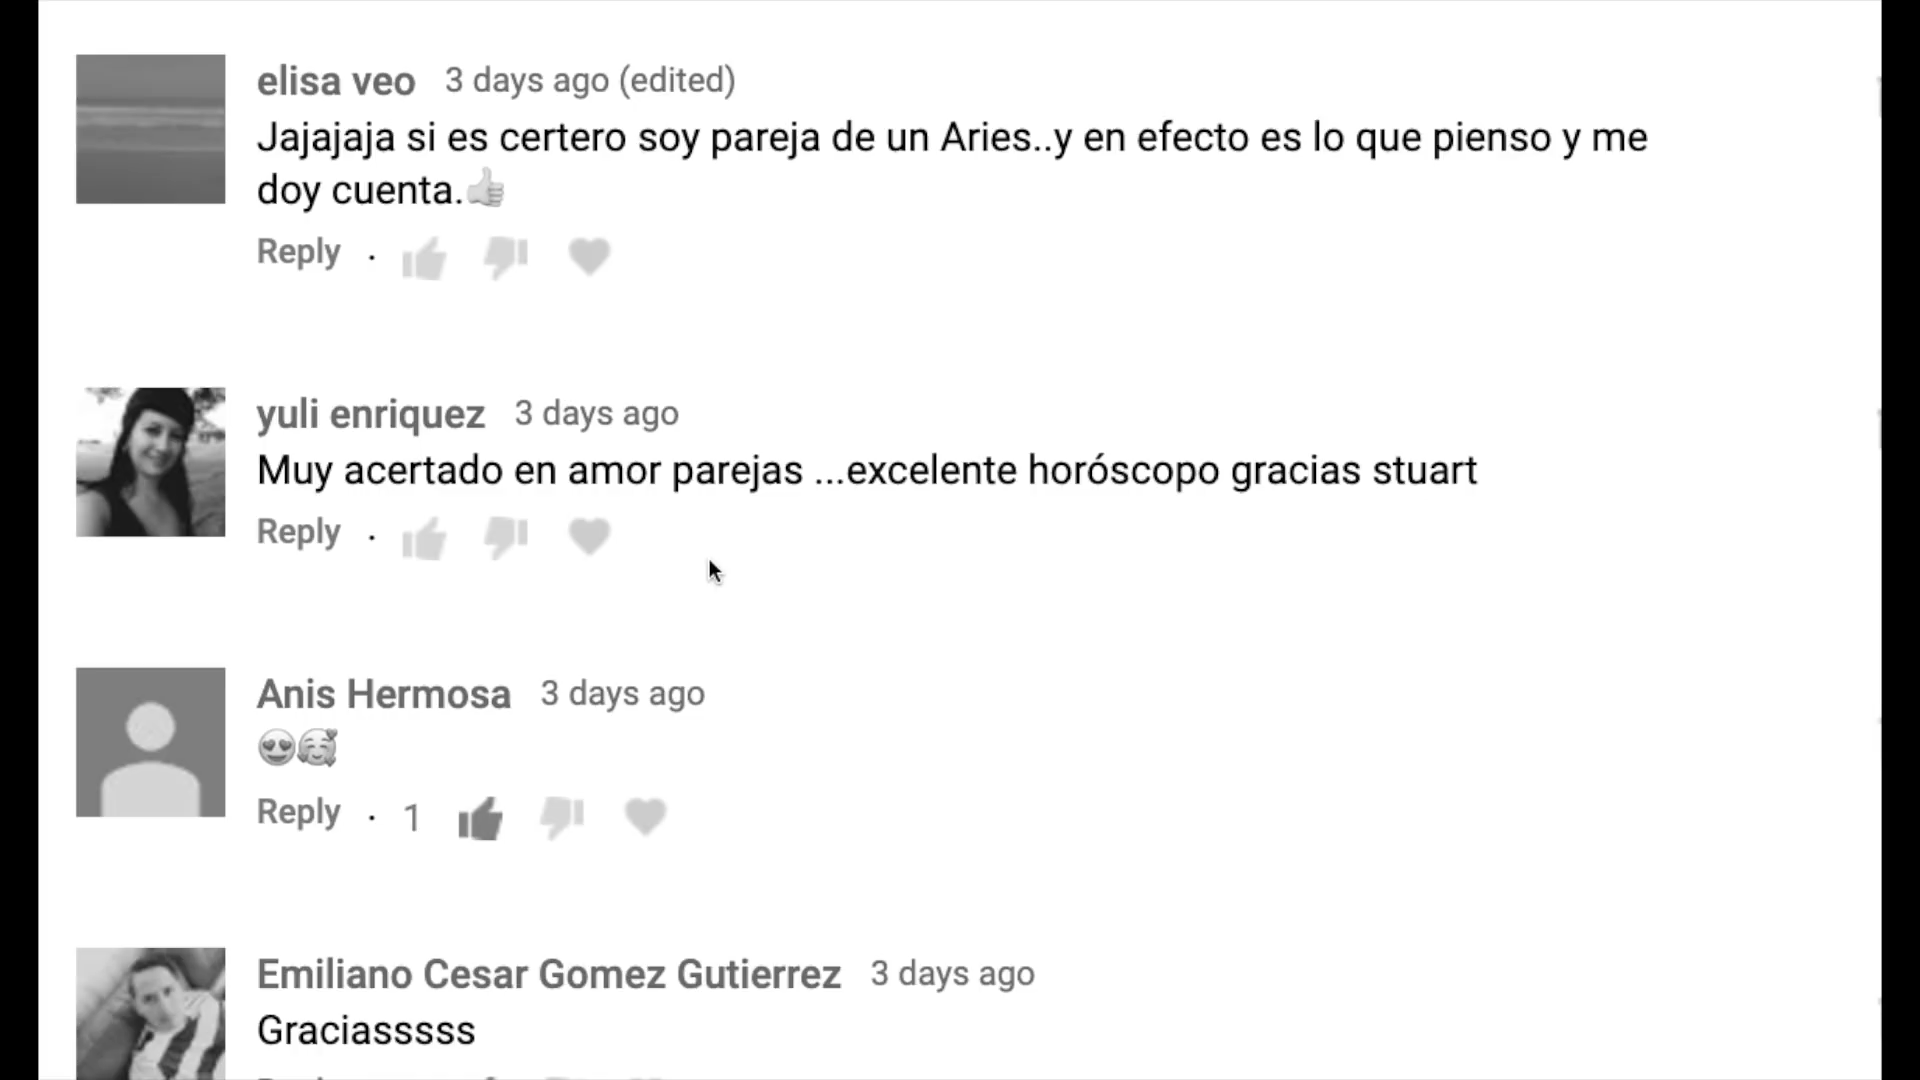 elisa veo 3 days ago (edited)
Jajajaja si es certero soy pareja de un Aries..y en efecto es lo que pienso y me
doy cuenta.👍
Reply .
yuli enriquez 3 days ago
Muy acertado en amor parejas ...excelente horóscopo gracias stuart
Reply .
Anis Hermosa 3 days ago
😍🥰
Reply . 1
Emiliano Cesar Gomez Gutierrez 3 days ago
Graciasssss